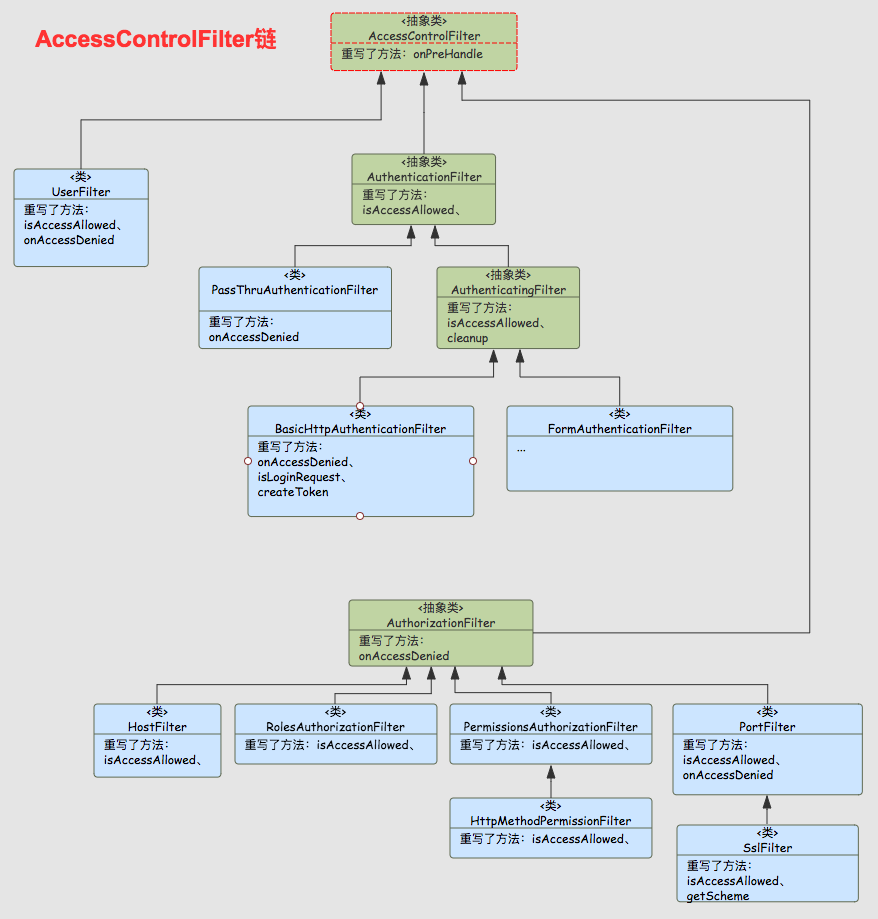 AccessControlFilter链
<抽象类>
AccessControlFilter
重写了方法：onPreHandle
<类>
UserFilter
重写了方法：
isAccessAllowed、
onAccessDenied
<抽象类>
AuthenticationFilter
重写了方法：
isAccessAllowed、
<类>
PassThruAuthenticationFilter
重写了方法：
onAccessDenied
<抽象类>
AuthenticatingFilter
重写了方法：
isAccessAllowed、
cleanup
<类>
BasicHttpAuthenticationFilter
重写了方法：
onAccessDenied、
isLoginRequest、
createToken
<类>
FormAuthenticationFilter
...
<抽象类>
AuthorizationFilter
重写了方法：
onAccessDenied
<类>
HostFilter
重写了方法：
isAccessAllowed、
<类>
RolesAuthorizationFilter
重写了方法：isAccessAllowed、
<类>
PermissionsAuthorizationFilter
重写了方法：isAccessAllowed、
<类>
PortFilter
重写了方法：
isAccessAllowed、
onAccessDenied
<类>
HttpMethodPermissionFilter
重写了方法：isAccessAllowed、
<类>
SslFilter
重写了方法：
isAccessAllowed、
getScheme